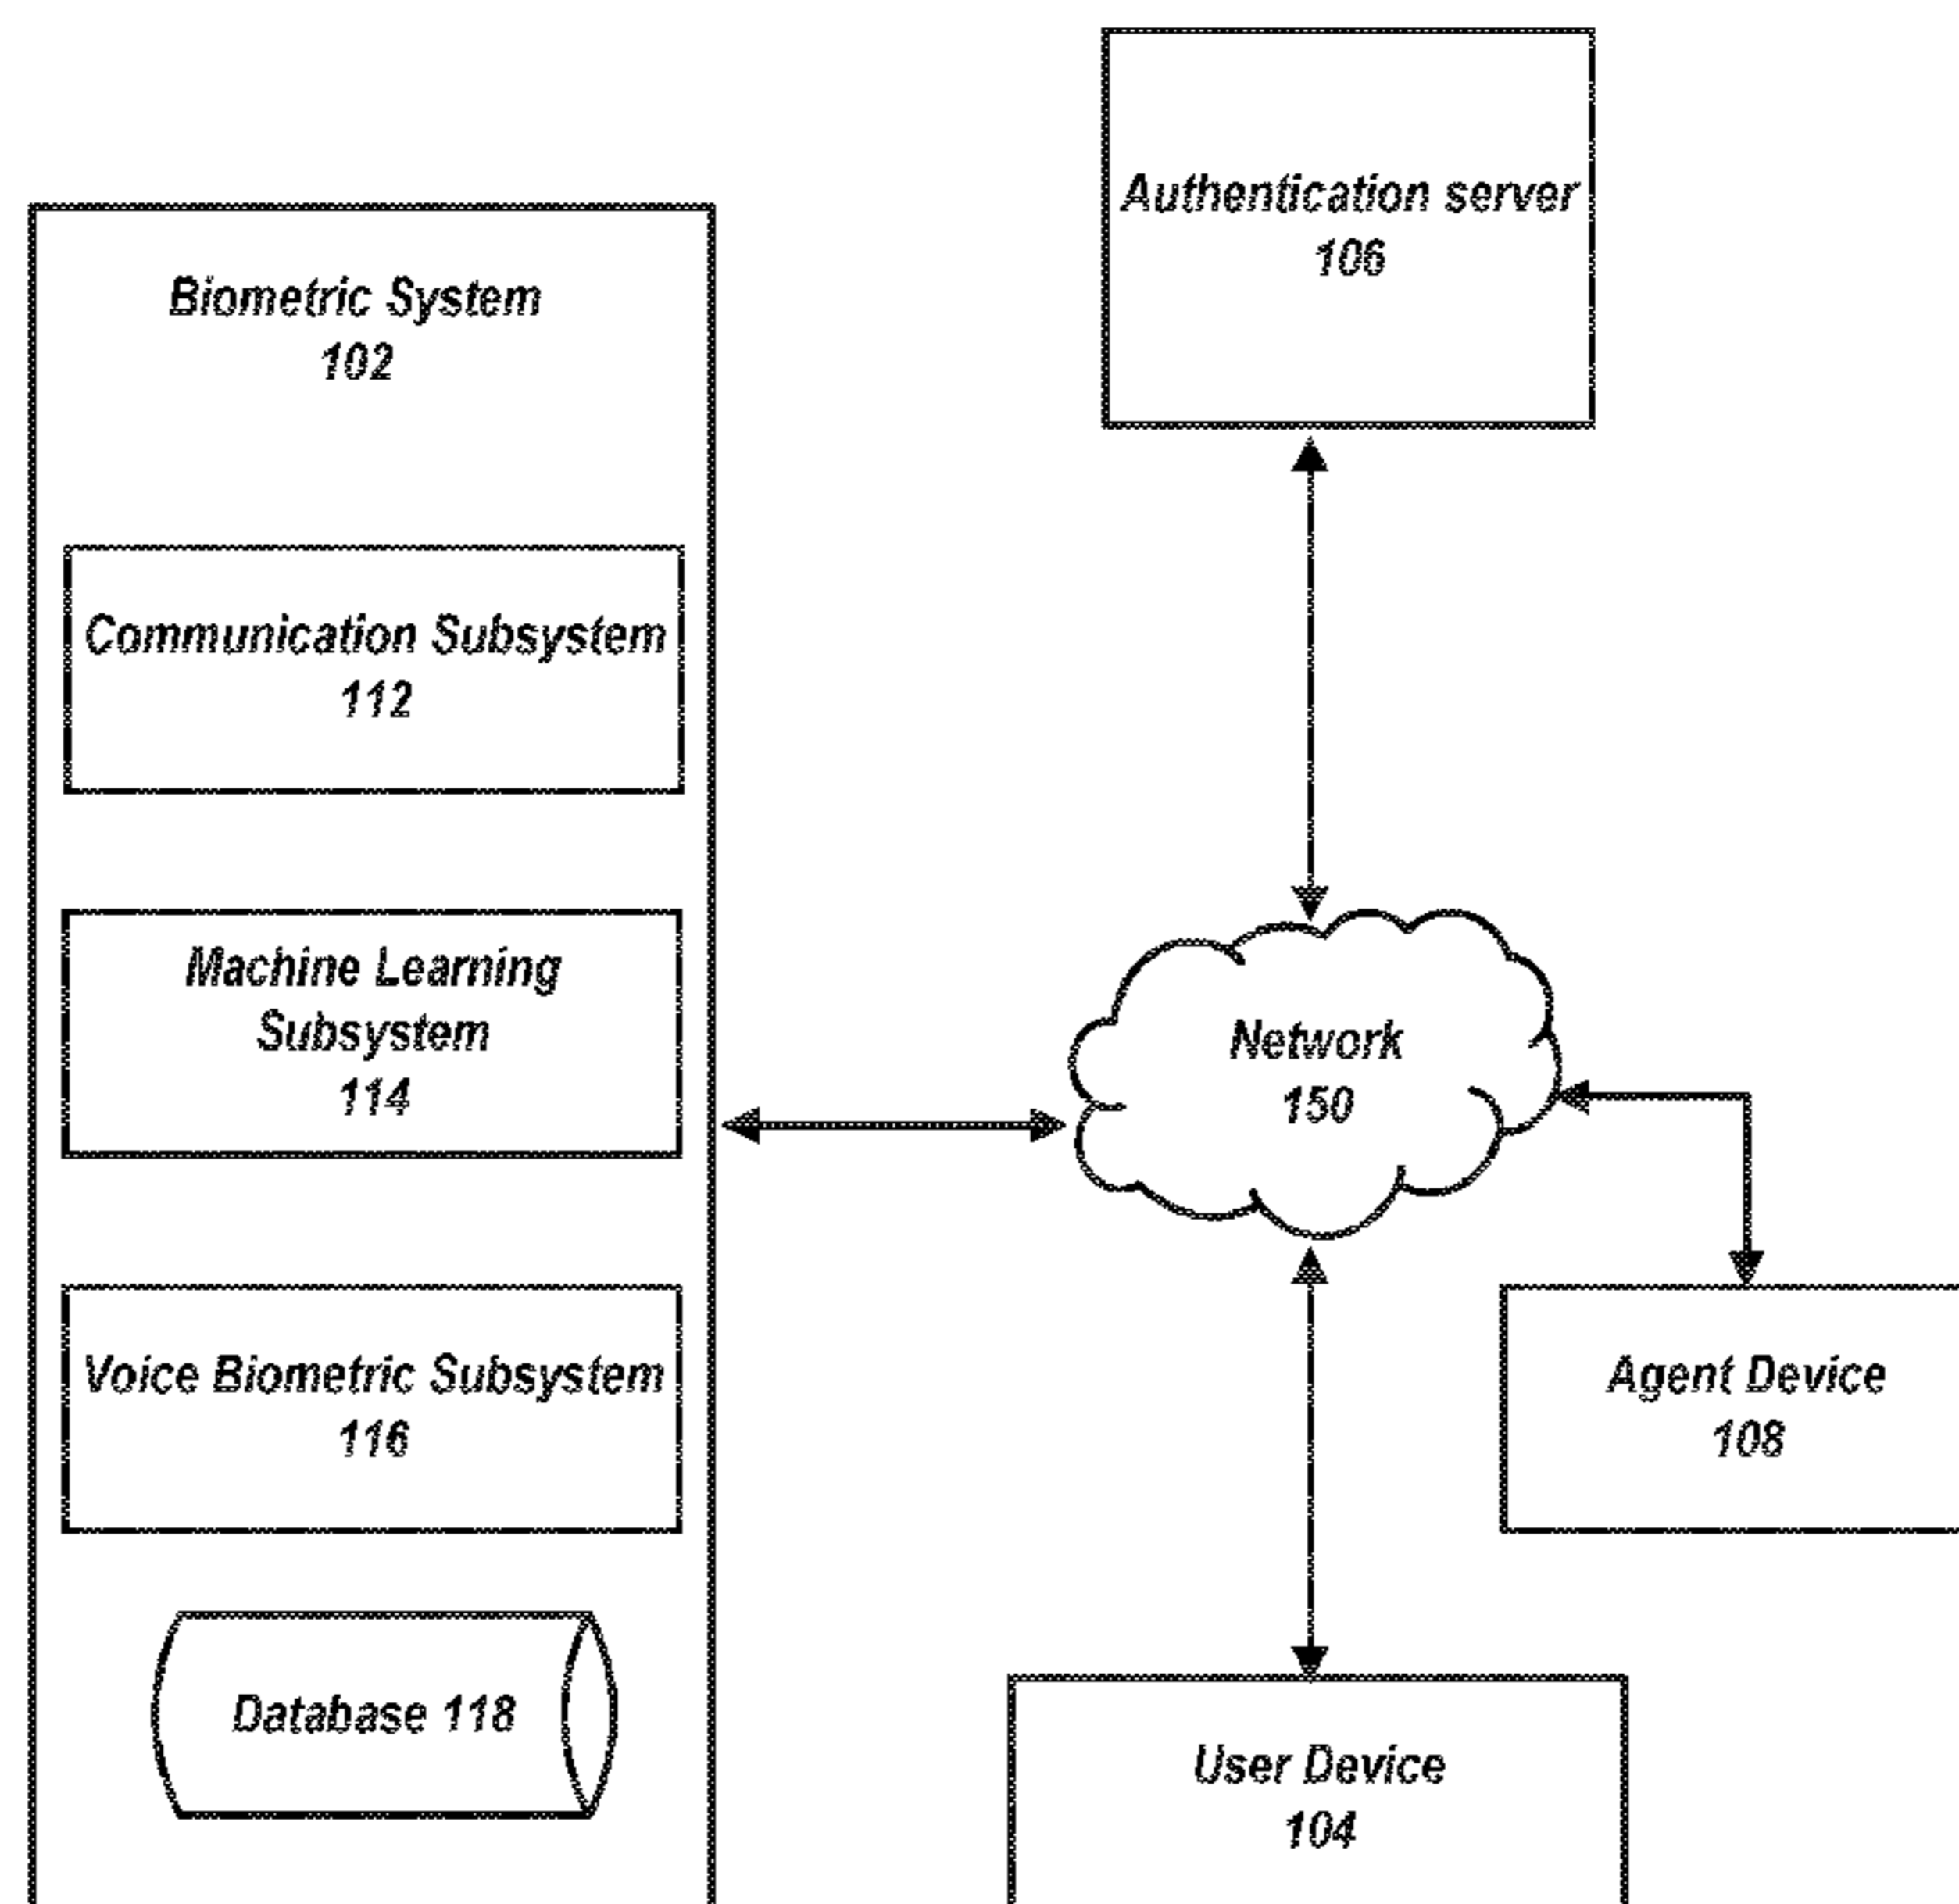 Authentication server
106
Biometric System
102
Communication Subsystem
112
Machine Learning
Subsystem
114
Network
150
Voice Biometric Subsystem
116
Agent Device
108
Database 118
User Device
104